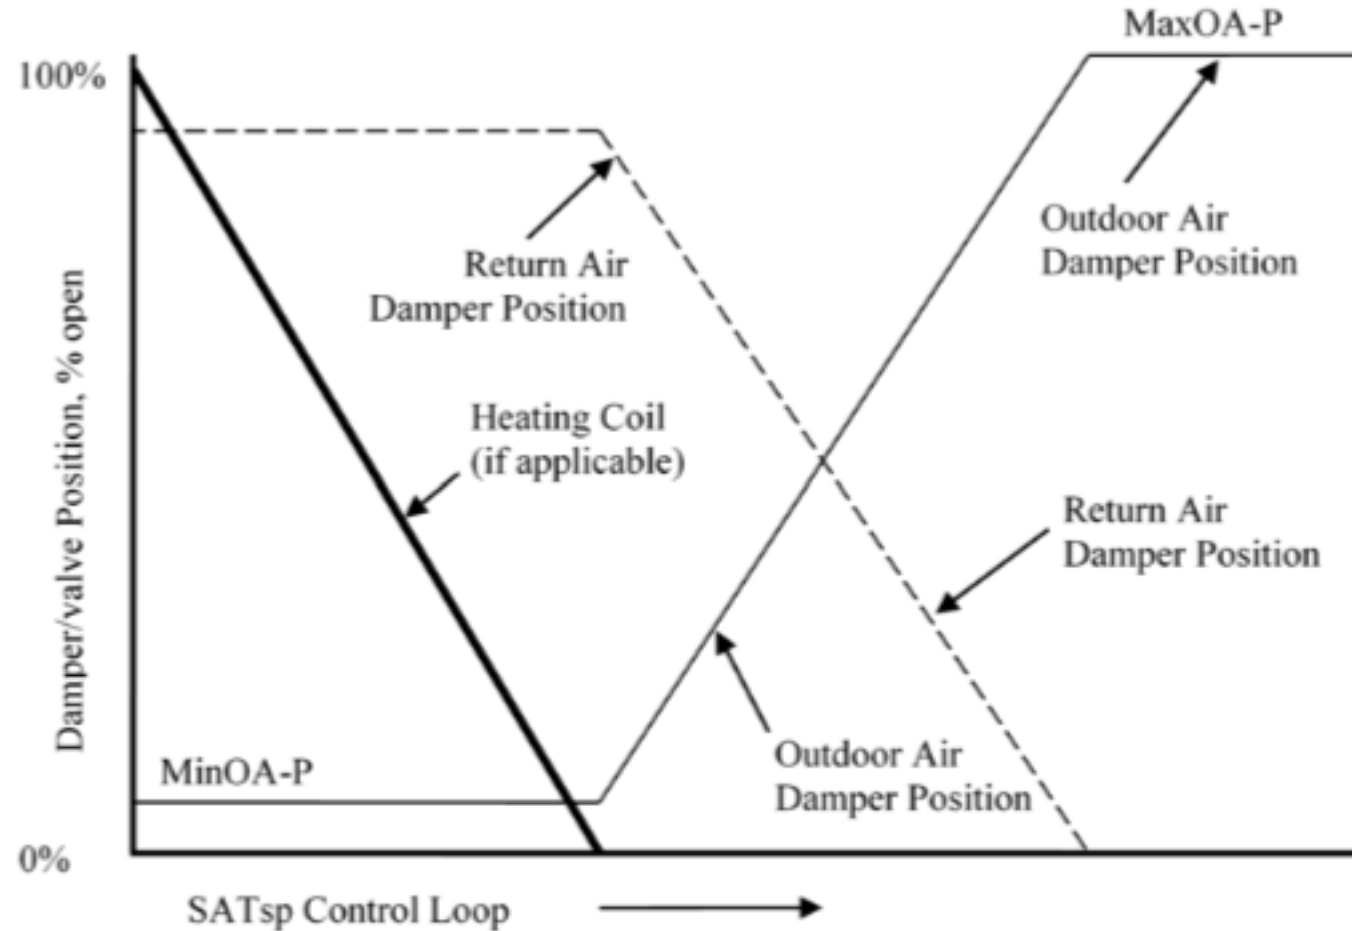 MaxOA-P
100%
Outdoor Air
Damper Position
Return Air
Damper Position
Damper/valve Position, % open
Heating Coil
(if applicable)
Return Air
Damper Position
MinOA-P
Outdoor Air
Damper Position
0%
SATsp Control Loop